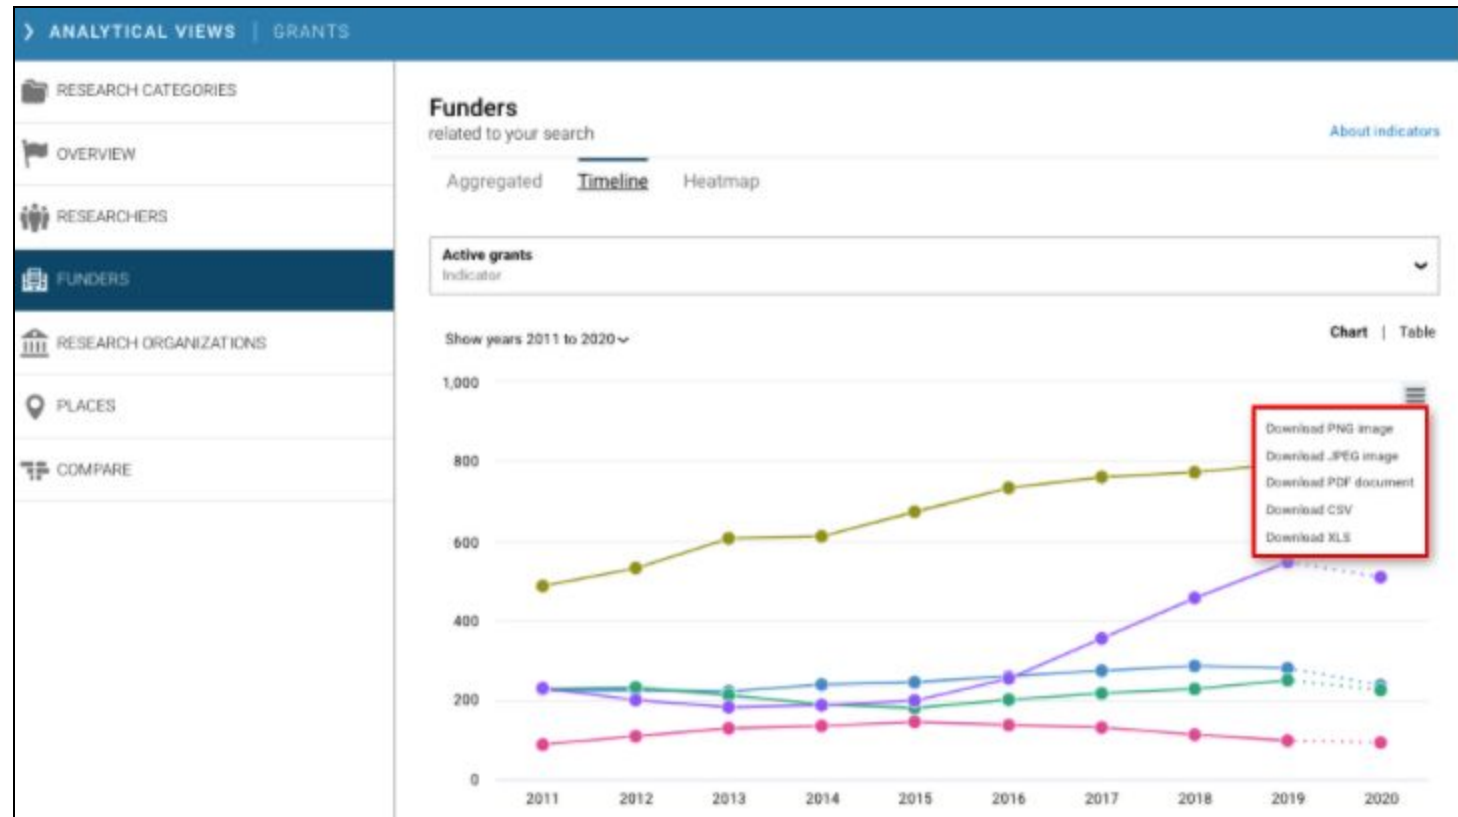 ANALYTICAL VIEWS | GRANTS
RESEARCH CATEGORIES
OVERVIEW
RESEARCHERS
FUNDERS
RESEARCH ORGANIZATIONS
PLACES
COMPARE
Funders
related to your search
About indicators
Aggregated Timeline Heatmap
Active grants
Indicator
Show years 2011 to 2020
Chart | Table
1,000
800
600
400
200
0
Download PNG image
Download JPEG image
Download PDF document
Download CSV
Download XLS
2011 2012 2013 2014 2015 2016 2017 2018 2019 2020